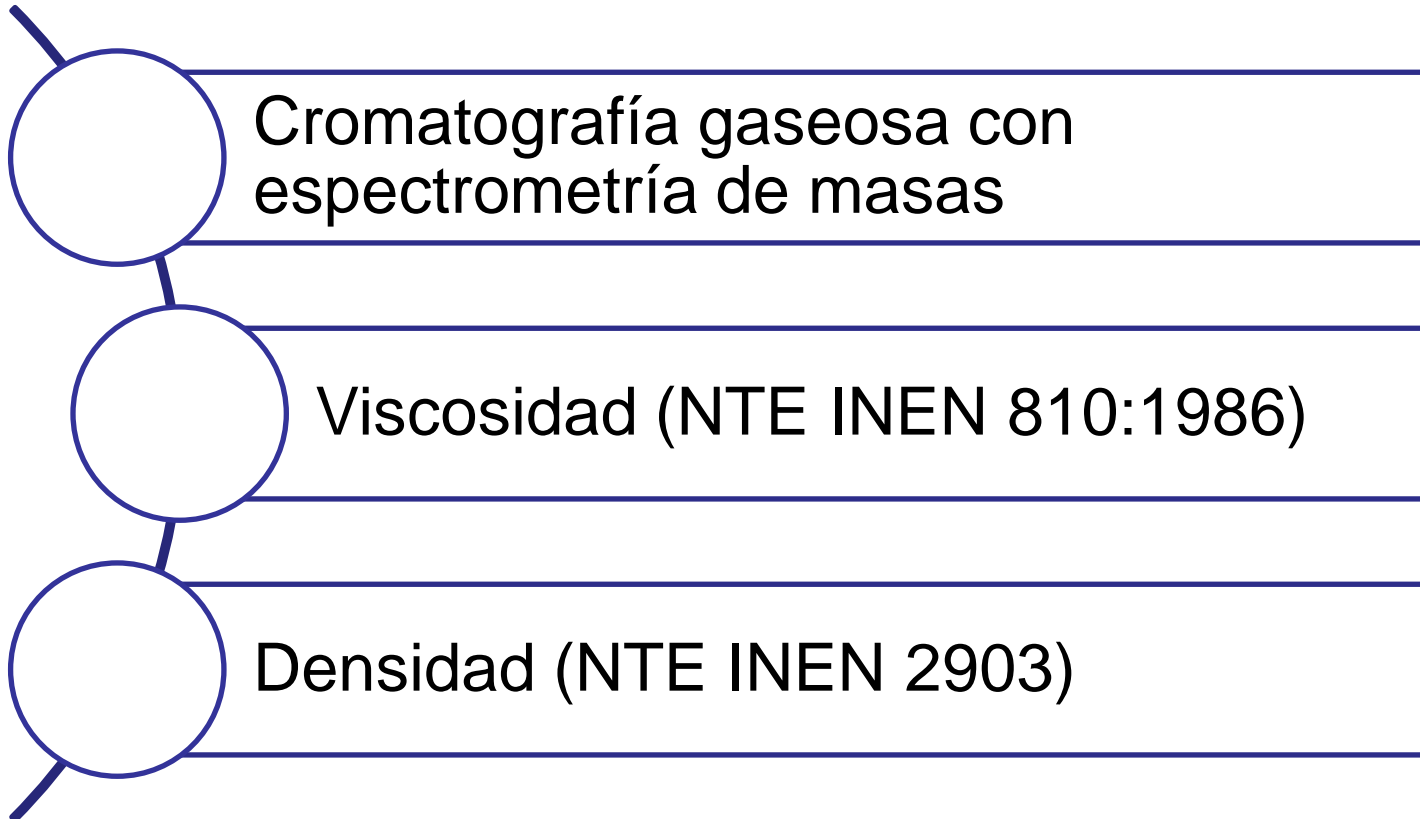 Cromatografía gaseosa con
espectrometría de masas
Viscosidad (NTE INEN 810:1986)
Densidad (NTE INEN 2903)